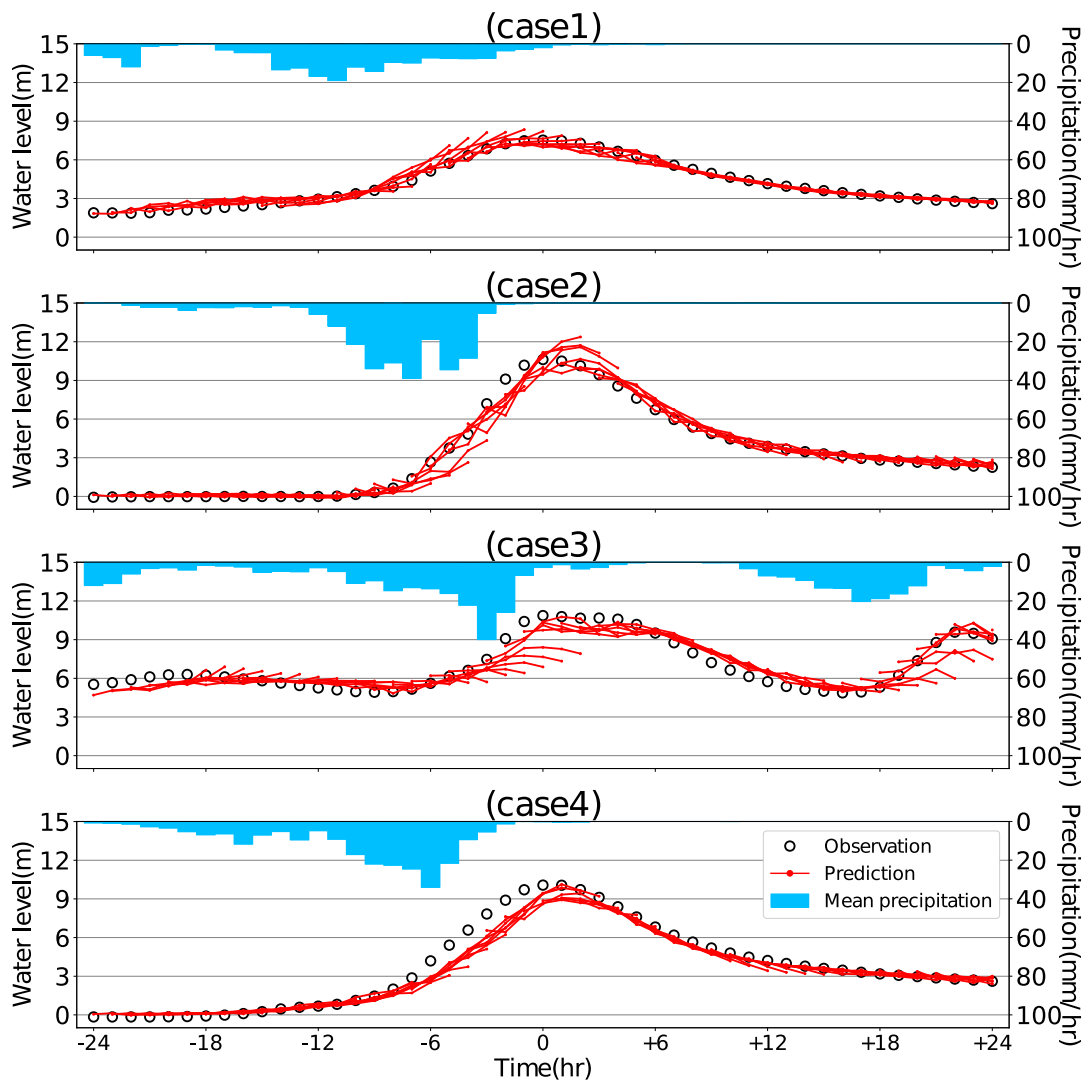 (case1)
15 12 9 6 3 0
Water level(m)
0 20 40 60 80 100
Precipitation(mm/hr)
(case2)
15 12 9 6 3 0
Water level(m)
0 20 40 60 80 100
Precipitation(mm/hr)
(case3)
15 12 9 6 3 0
Water level(m)
0 20 40 60 80 100
Precipitation(mm/hr)
(case4)
15 12 9 6 3 0
Water level(m)
0 20 40 60 80 100
Precipitation(mm/hr)
Observation
Prediction
Mean precipitation
-24 -18 -12 -6 0 +6 +12 +18 +24
Time(hr)